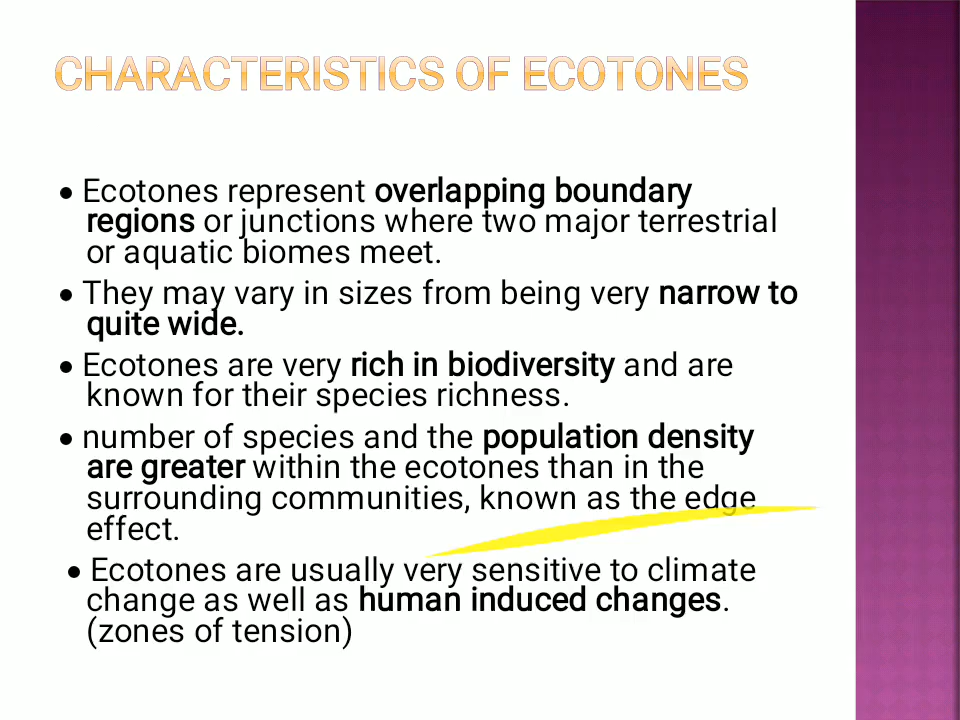 CHARACTERISTICS OF ECOTONES
• Ecotones represent overlapping boundary
regions or junctions where two major terrestrial
or aquatic biomes meet.
• They may vary in sizes from being very narrow to
quite wide.
• Ecotones are very rich in biodiversity and are
known for their species richness.
• number of species and the population density
are greater within the ecotones than in the
surrounding communities, known as the edge
effect.
• Ecotones are usually very sensitive to climate
change as well as human induced changes.
(zones of tension)